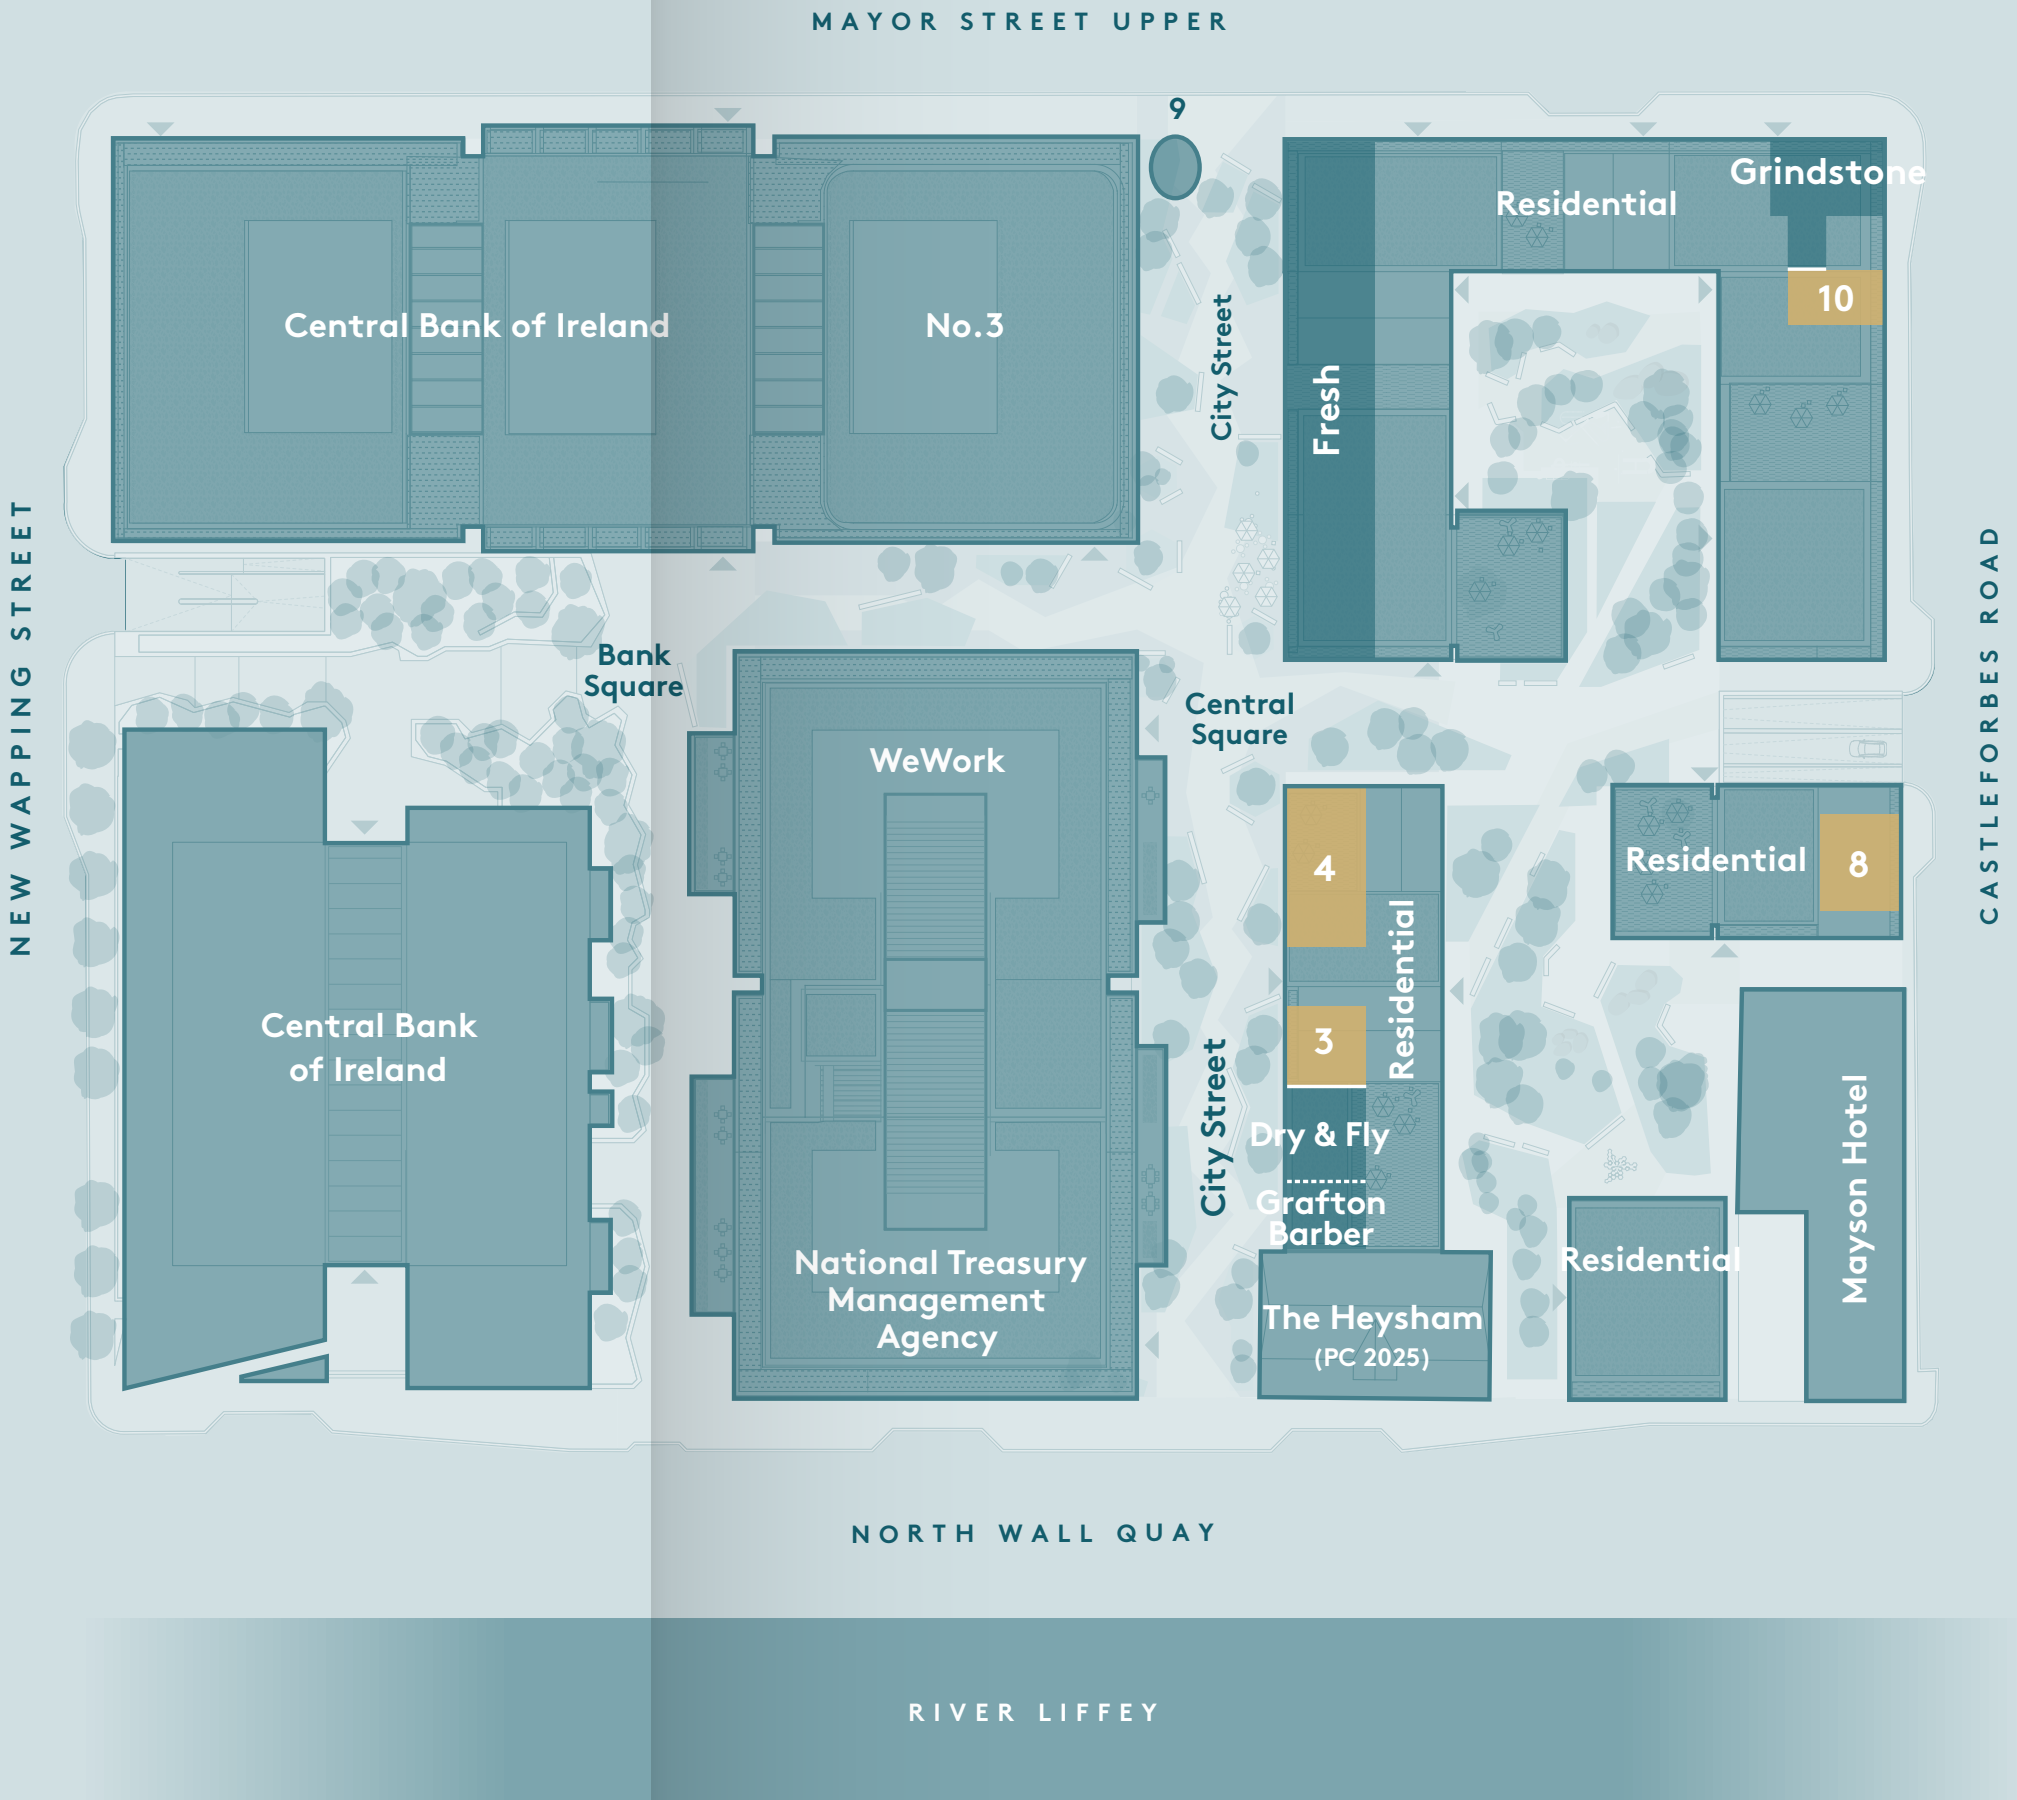 MAYOR STREET UPPER
9
Grindstone
Residential
10
Central Bank of Ireland
No.3
City Street
Fresh
NEW WAPPING STREET
CASTLEFORBES ROAD
Bank
Square
Central
Square
WeWork
4
Residential
8
Residential
Central Bank
of Ireland
3
City Street
Dry & Fly
Grafton
Barber
Mayson Hotel
National Treasury
Management
Agency
Residential
The Heysham
(PC 2025)
NORTH WALL QUAY
RIVER LIFFEY